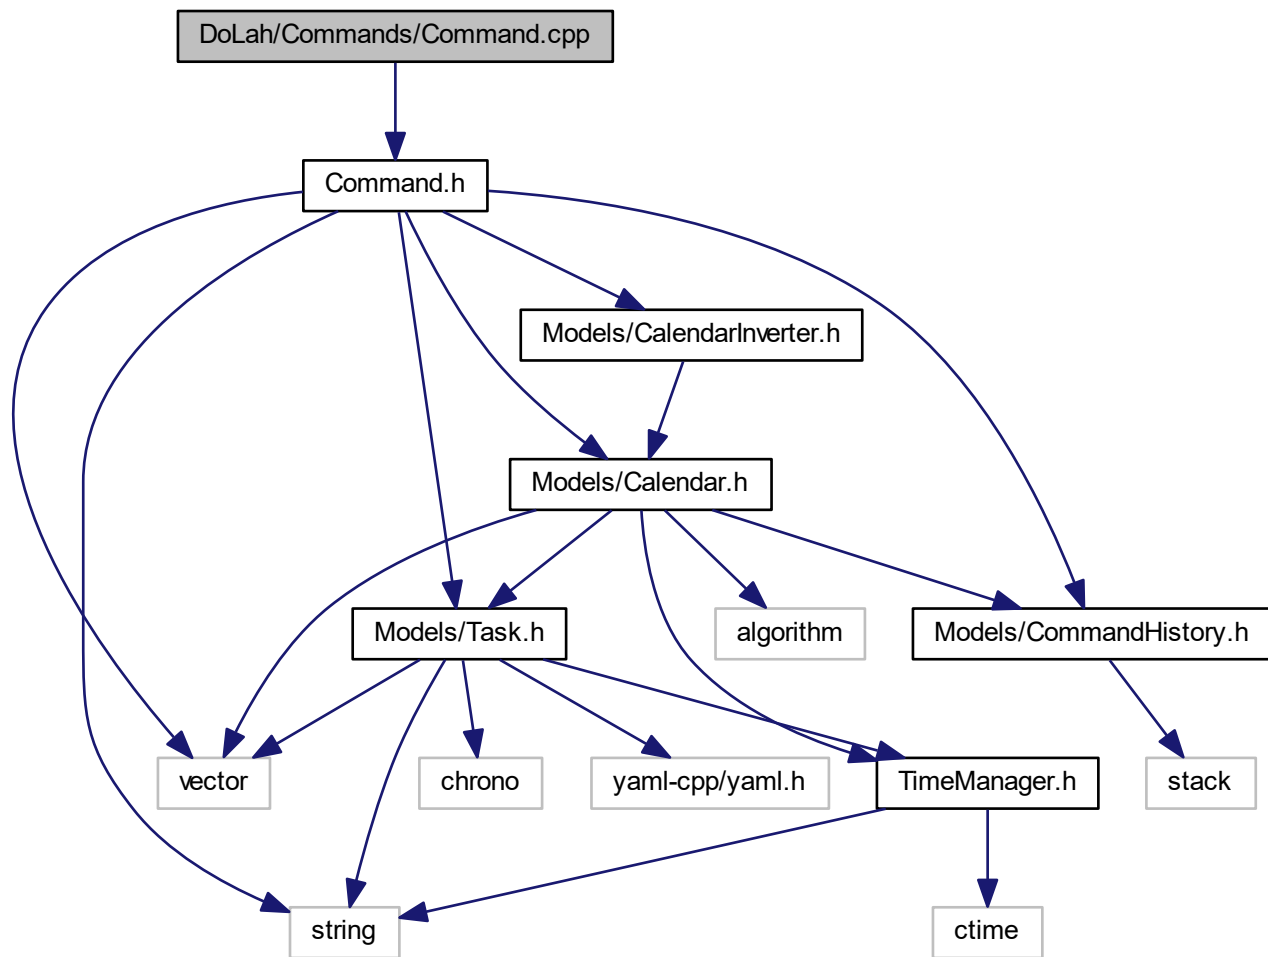 DoLah/Commands/Command.cpp
Command.h
Models/CalendarInverter.h
Models/Calendar.h
Models/Task.h
algorithm
Models/CommandHistory.h
vector
chrono
yaml-cpp/yaml.h
TimeManager.h
stack
string
ctime